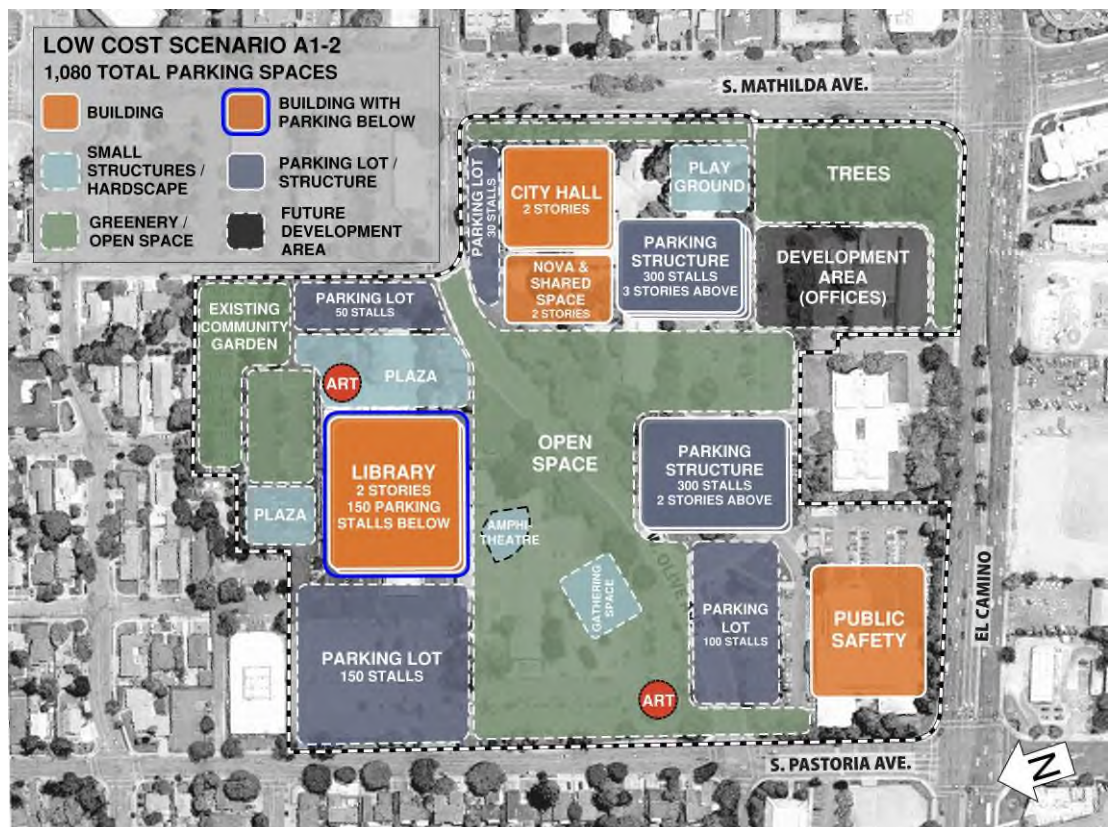 LOW COST SCENARIO A1-2
1,080 TOTAL PARKING SPACES
BUILDING
BUILDING WITH
PARKING BELOW
SMALL
STRUCTURES /
HARDSCAPE
PARKING LOT /
STRUCTURE
GREENERY /
OPEN SPACE
FUTURE
DEVELOPMENT
AREA
S. MATHILDA AVE.
PARKING LOT
30 STALLS
CITY HALL
2 STORIES
PLAY
GROUND
TREES
NOVA &
SHARED
SPACE
2 STORIES
PARKING
STRUCTURE
300 STALLS
3 STORIES ABOVE
DEVELOPMENT
AREA
(OFFICES)
EXISTING
COMMUNITY
GARDEN
PARKING LOT
50 STALLS
ART
PLAZA
LIBRARY
2 STORIES
150 PARKING
STALLS BELOW
OPEN
SPACE
PARKING
STRUCTURE
300 STALLS
2 STORIES ABOVE
PLAZA
AMPHI-
THEATRE
GATHERING
SPACE
OLIVE
PARKING
LOT
100 STALLS
PUBLIC
SAFETY
EL CAMINO
PARKING LOT
150 STALLS
ART
S. PASTORIA AVE.
N